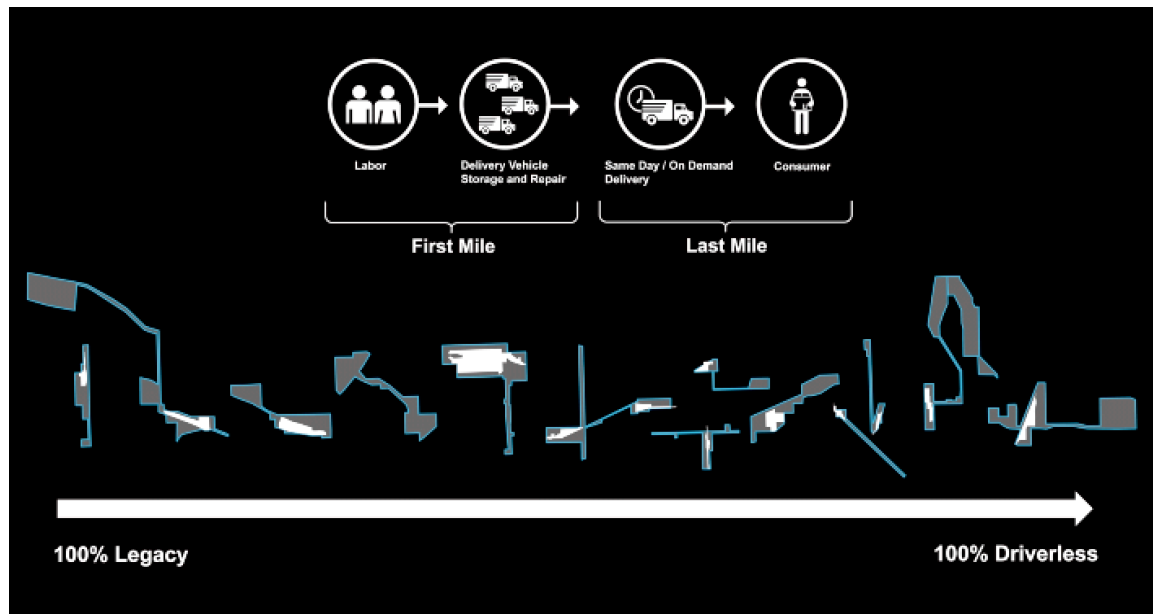 Labor
Delivery Vehicle
Storage and Repair
Same Day / On Demand
Delivery
Consumer
First Mile
Last Mile
100% Legacy
100% Driverless